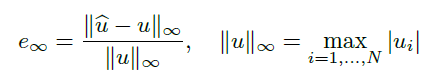 e∞ = ‖û − u‖∞ / ‖u‖∞, ‖u‖∞ = max_{i=1,...,N} |u_i|